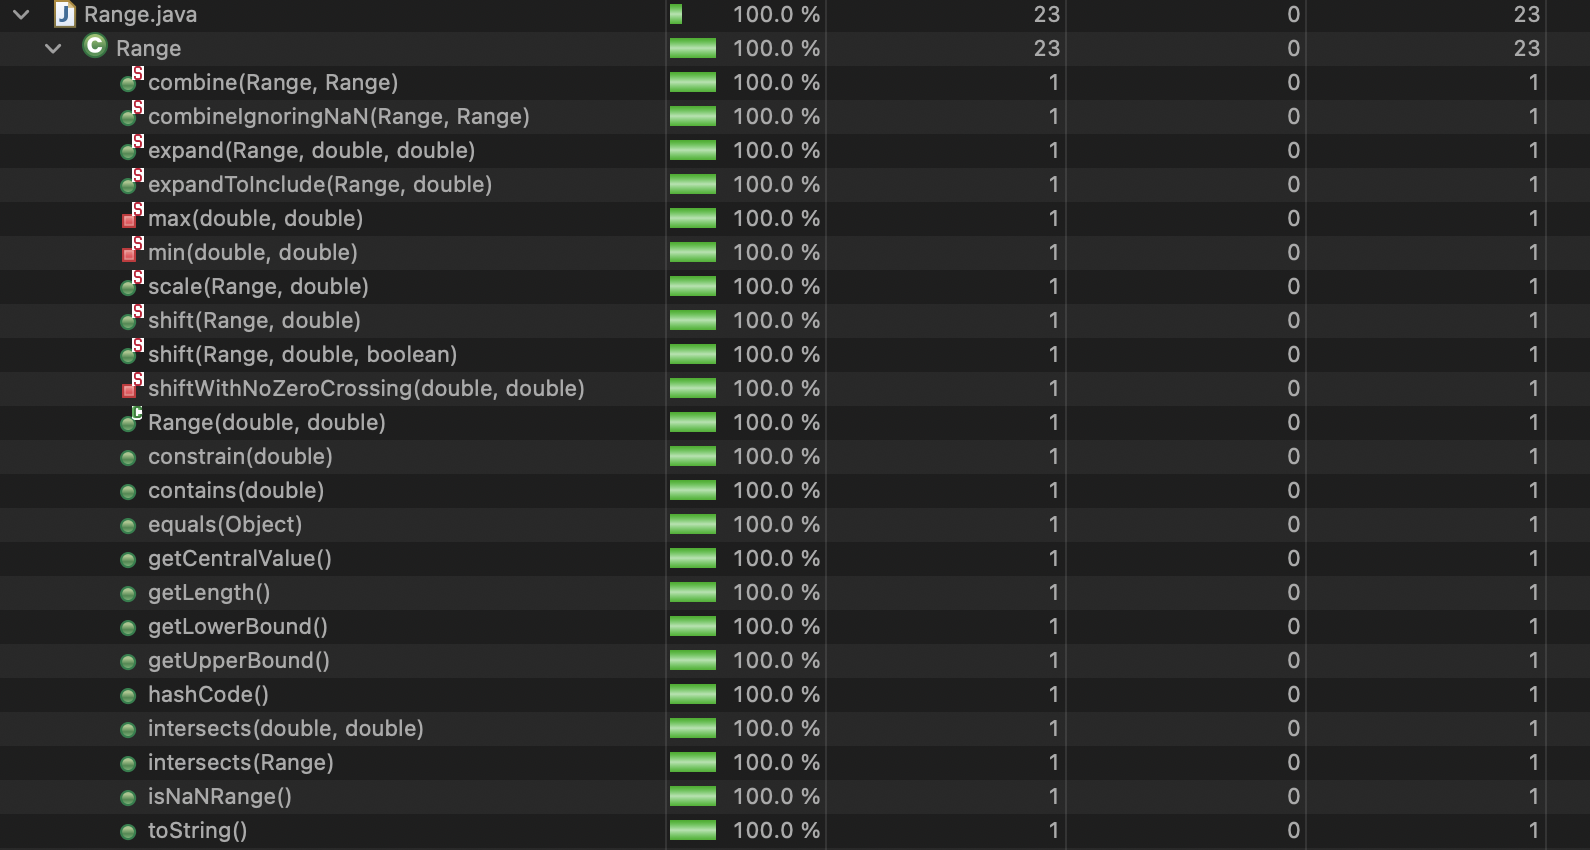 J Range.java 100.0 % 23 0 23
C Range 100.0 % 23 0 23
S combine(Range, Range) 100.0 % 1 0 1
S combineIgnoringNaN(Range, Range) 100.0 % 1 0 1
S expand(Range, double, double) 100.0 % 1 0 1
S expandToInclude(Range, double) 100.0 % 1 0 1
S max(double, double) 100.0 % 1 0 1
S min(double, double) 100.0 % 1 0 1
S scale(Range, double) 100.0 % 1 0 1
S shift(Range, double) 100.0 % 1 0 1
S shift(Range, double, boolean) 100.0 % 1 0 1
S shiftWithNoZeroCrossing(double, double) 100.0 % 1 0 1
C Range(double, double) 100.0 % 1 0 1
constrain(double) 100.0 % 1 0 1
contains(double) 100.0 % 1 0 1
equals(Object) 100.0 % 1 0 1
getCentralValue() 100.0 % 1 0 1
getLength() 100.0 % 1 0 1
getLowerBound() 100.0 % 1 0 1
getUpperBound() 100.0 % 1 0 1
hashCode() 100.0 % 1 0 1
intersects(double, double) 100.0 % 1 0 1
intersects(Range) 100.0 % 1 0 1
isNaNRange() 100.0 % 1 0 1
toString() 100.0 % 1 0 1